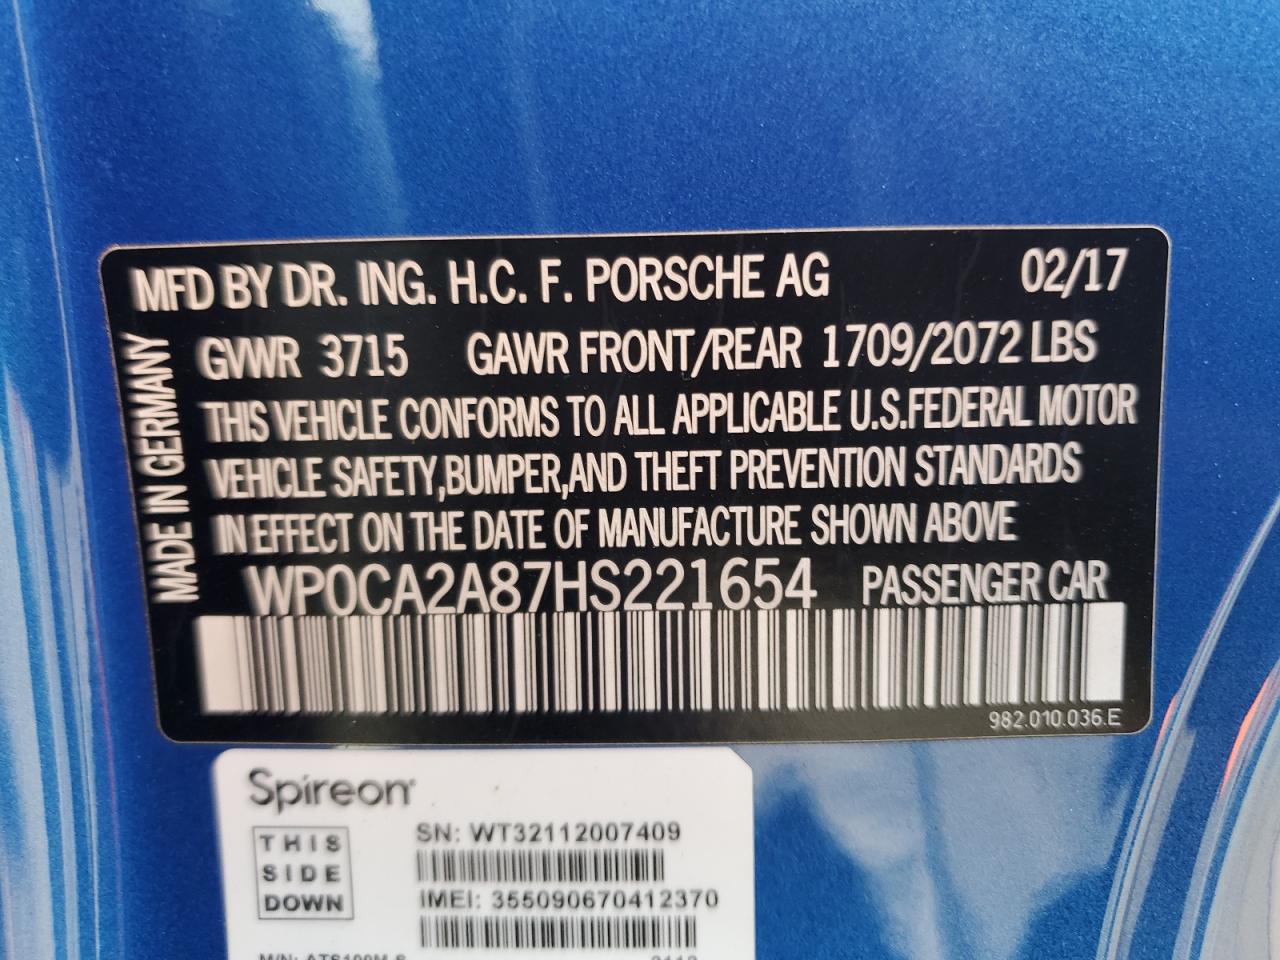 MFD BY DR. ING. H.C. F. PORSCHE AG 02/17
GVWR 3715 GAWR FRONT/REAR 1709/2072 LBS
THIS VEHICLE CONFORMS TO ALL APPLICABLE U.S.FEDERAL MOTOR
VEHICLE SAFETY,BUMPER,AND THEFT PREVENTION STANDARDS
IN EFFECT ON THE DATE OF MANUFACTURE SHOWN ABOVE
WP0CA2A87HS221654 PASSENGER CAR
MADE IN GERMANY
982.010.036.E
Spireon
THIS
SIDE
DOWN
SN: WT32112007409
IMEI: 355090670412370